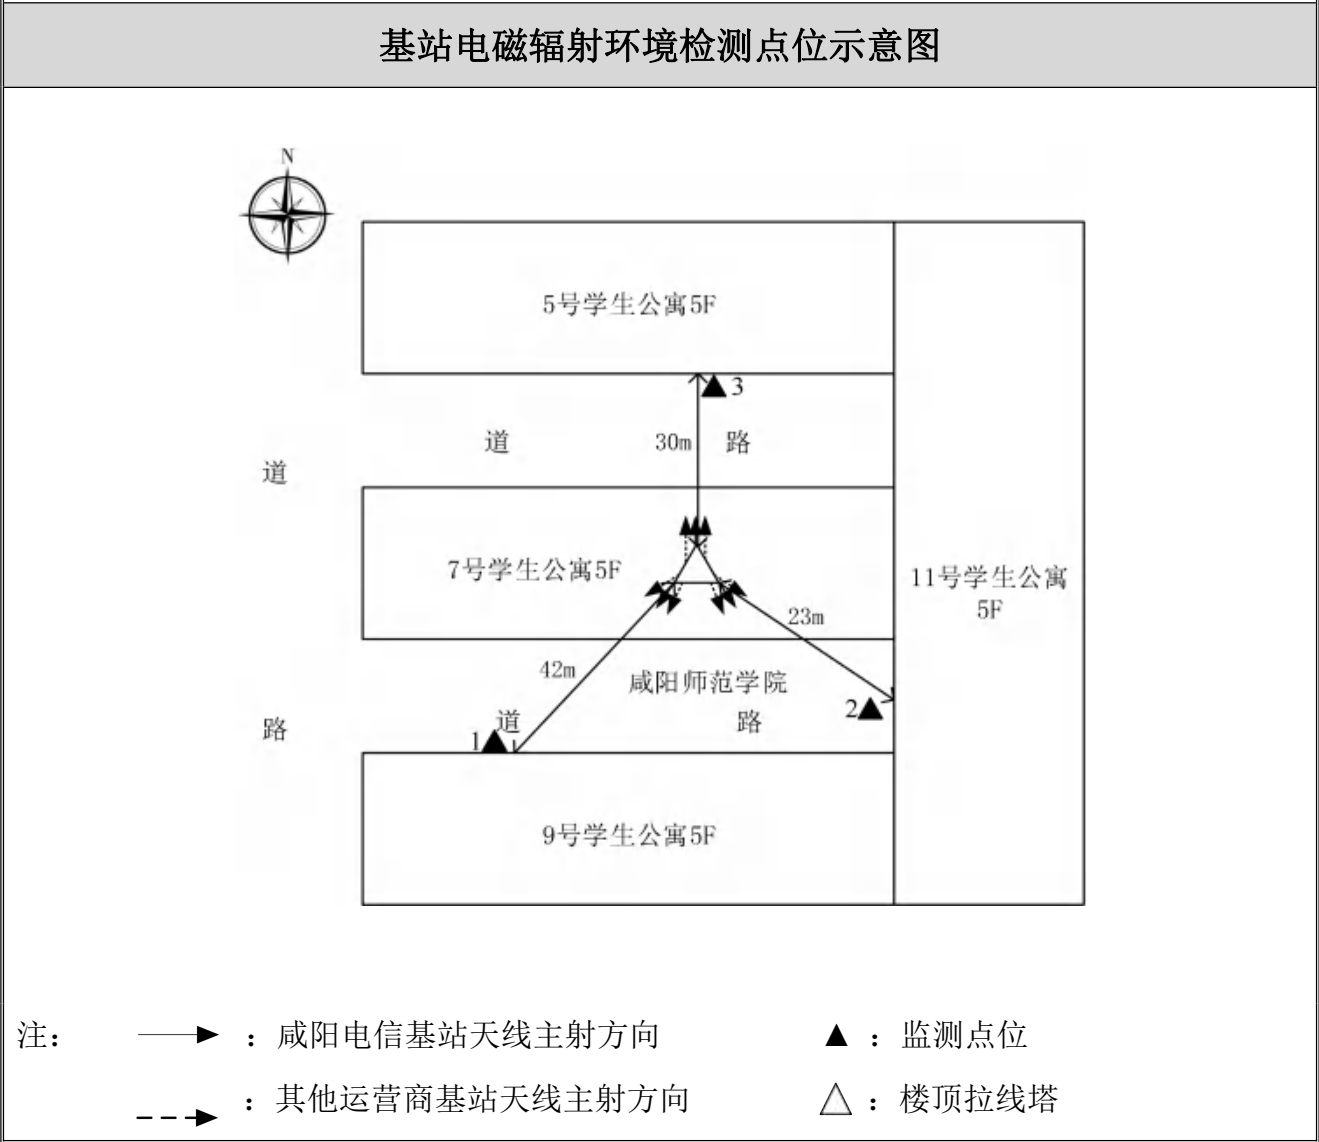 基站电磁辐射环境检测点位示意图
N
5号学生公寓5F
3
道 30m 路
道
7号学生公寓5F
11号学生公寓
5F
23m
42m
咸阳师范学院
2
道 路
路
1
9号学生公寓5F
注： ：咸阳电信基站天线主射方向 ：监测点位
：其他运营商基站天线主射方向 ：楼顶拉线塔